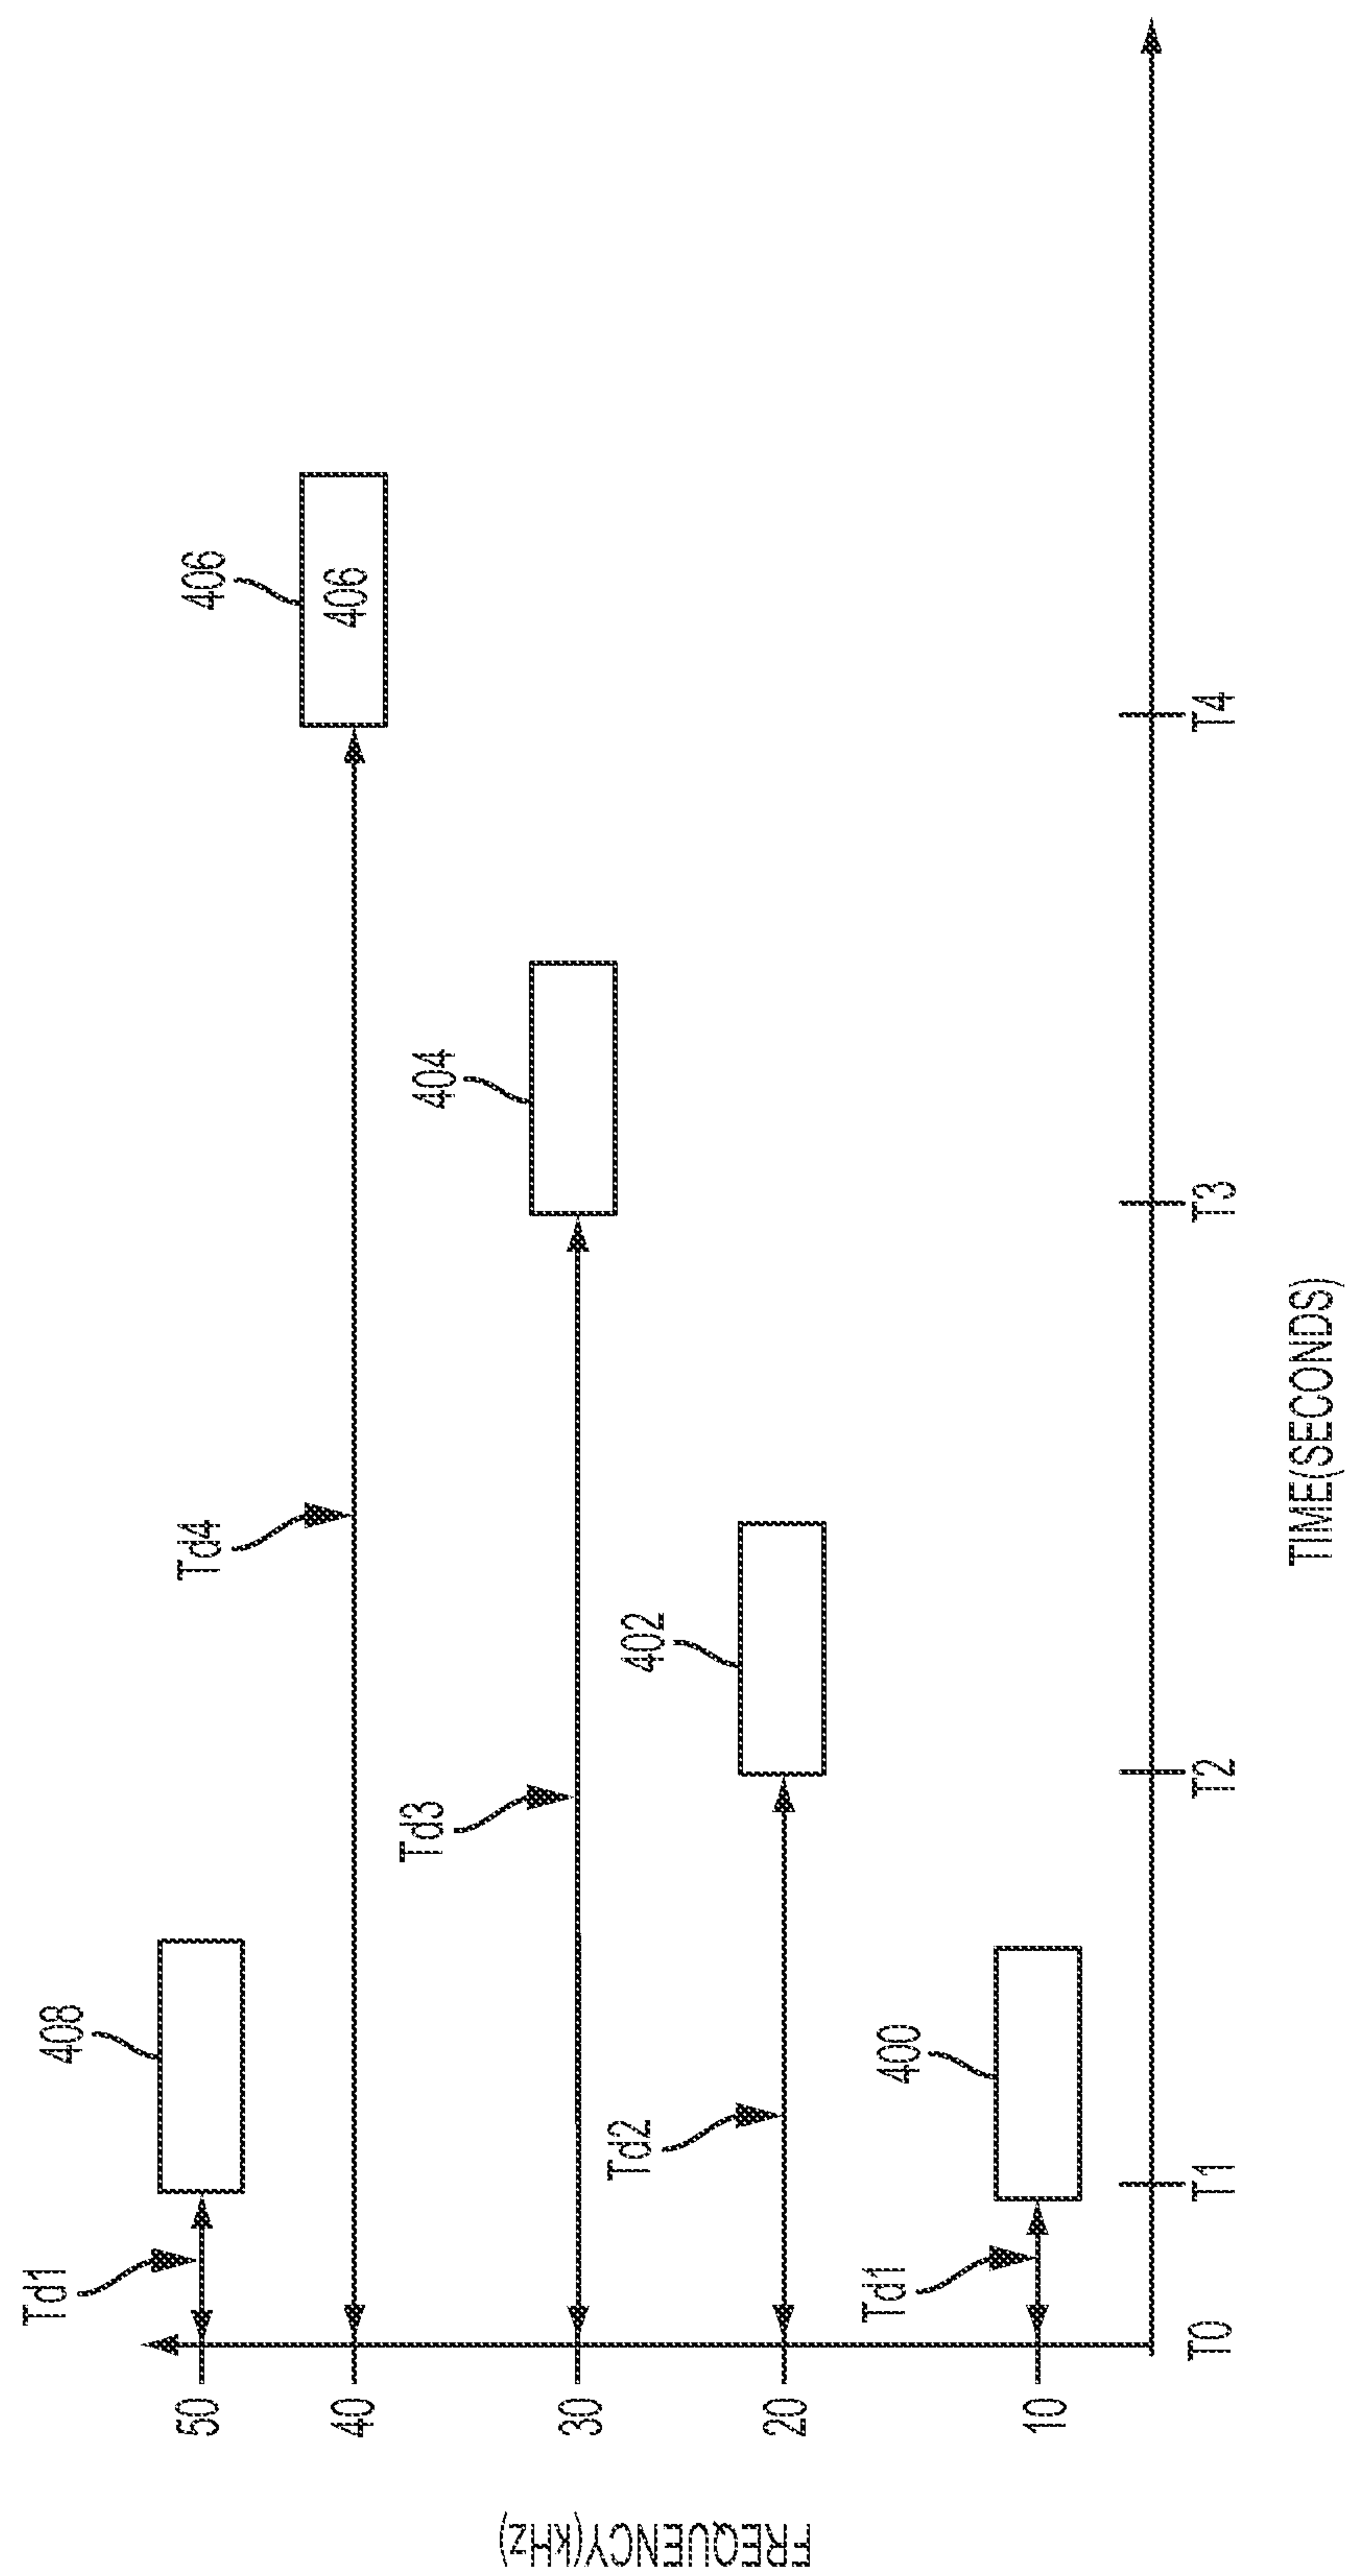 FREQUENCY(kHz)
50
Td1
408
40
Td4
406
406
30
Td3
404
20
Td2
402
10
Td1
400
T0
T1
T2
T3
T4
TIME(SECONDS)